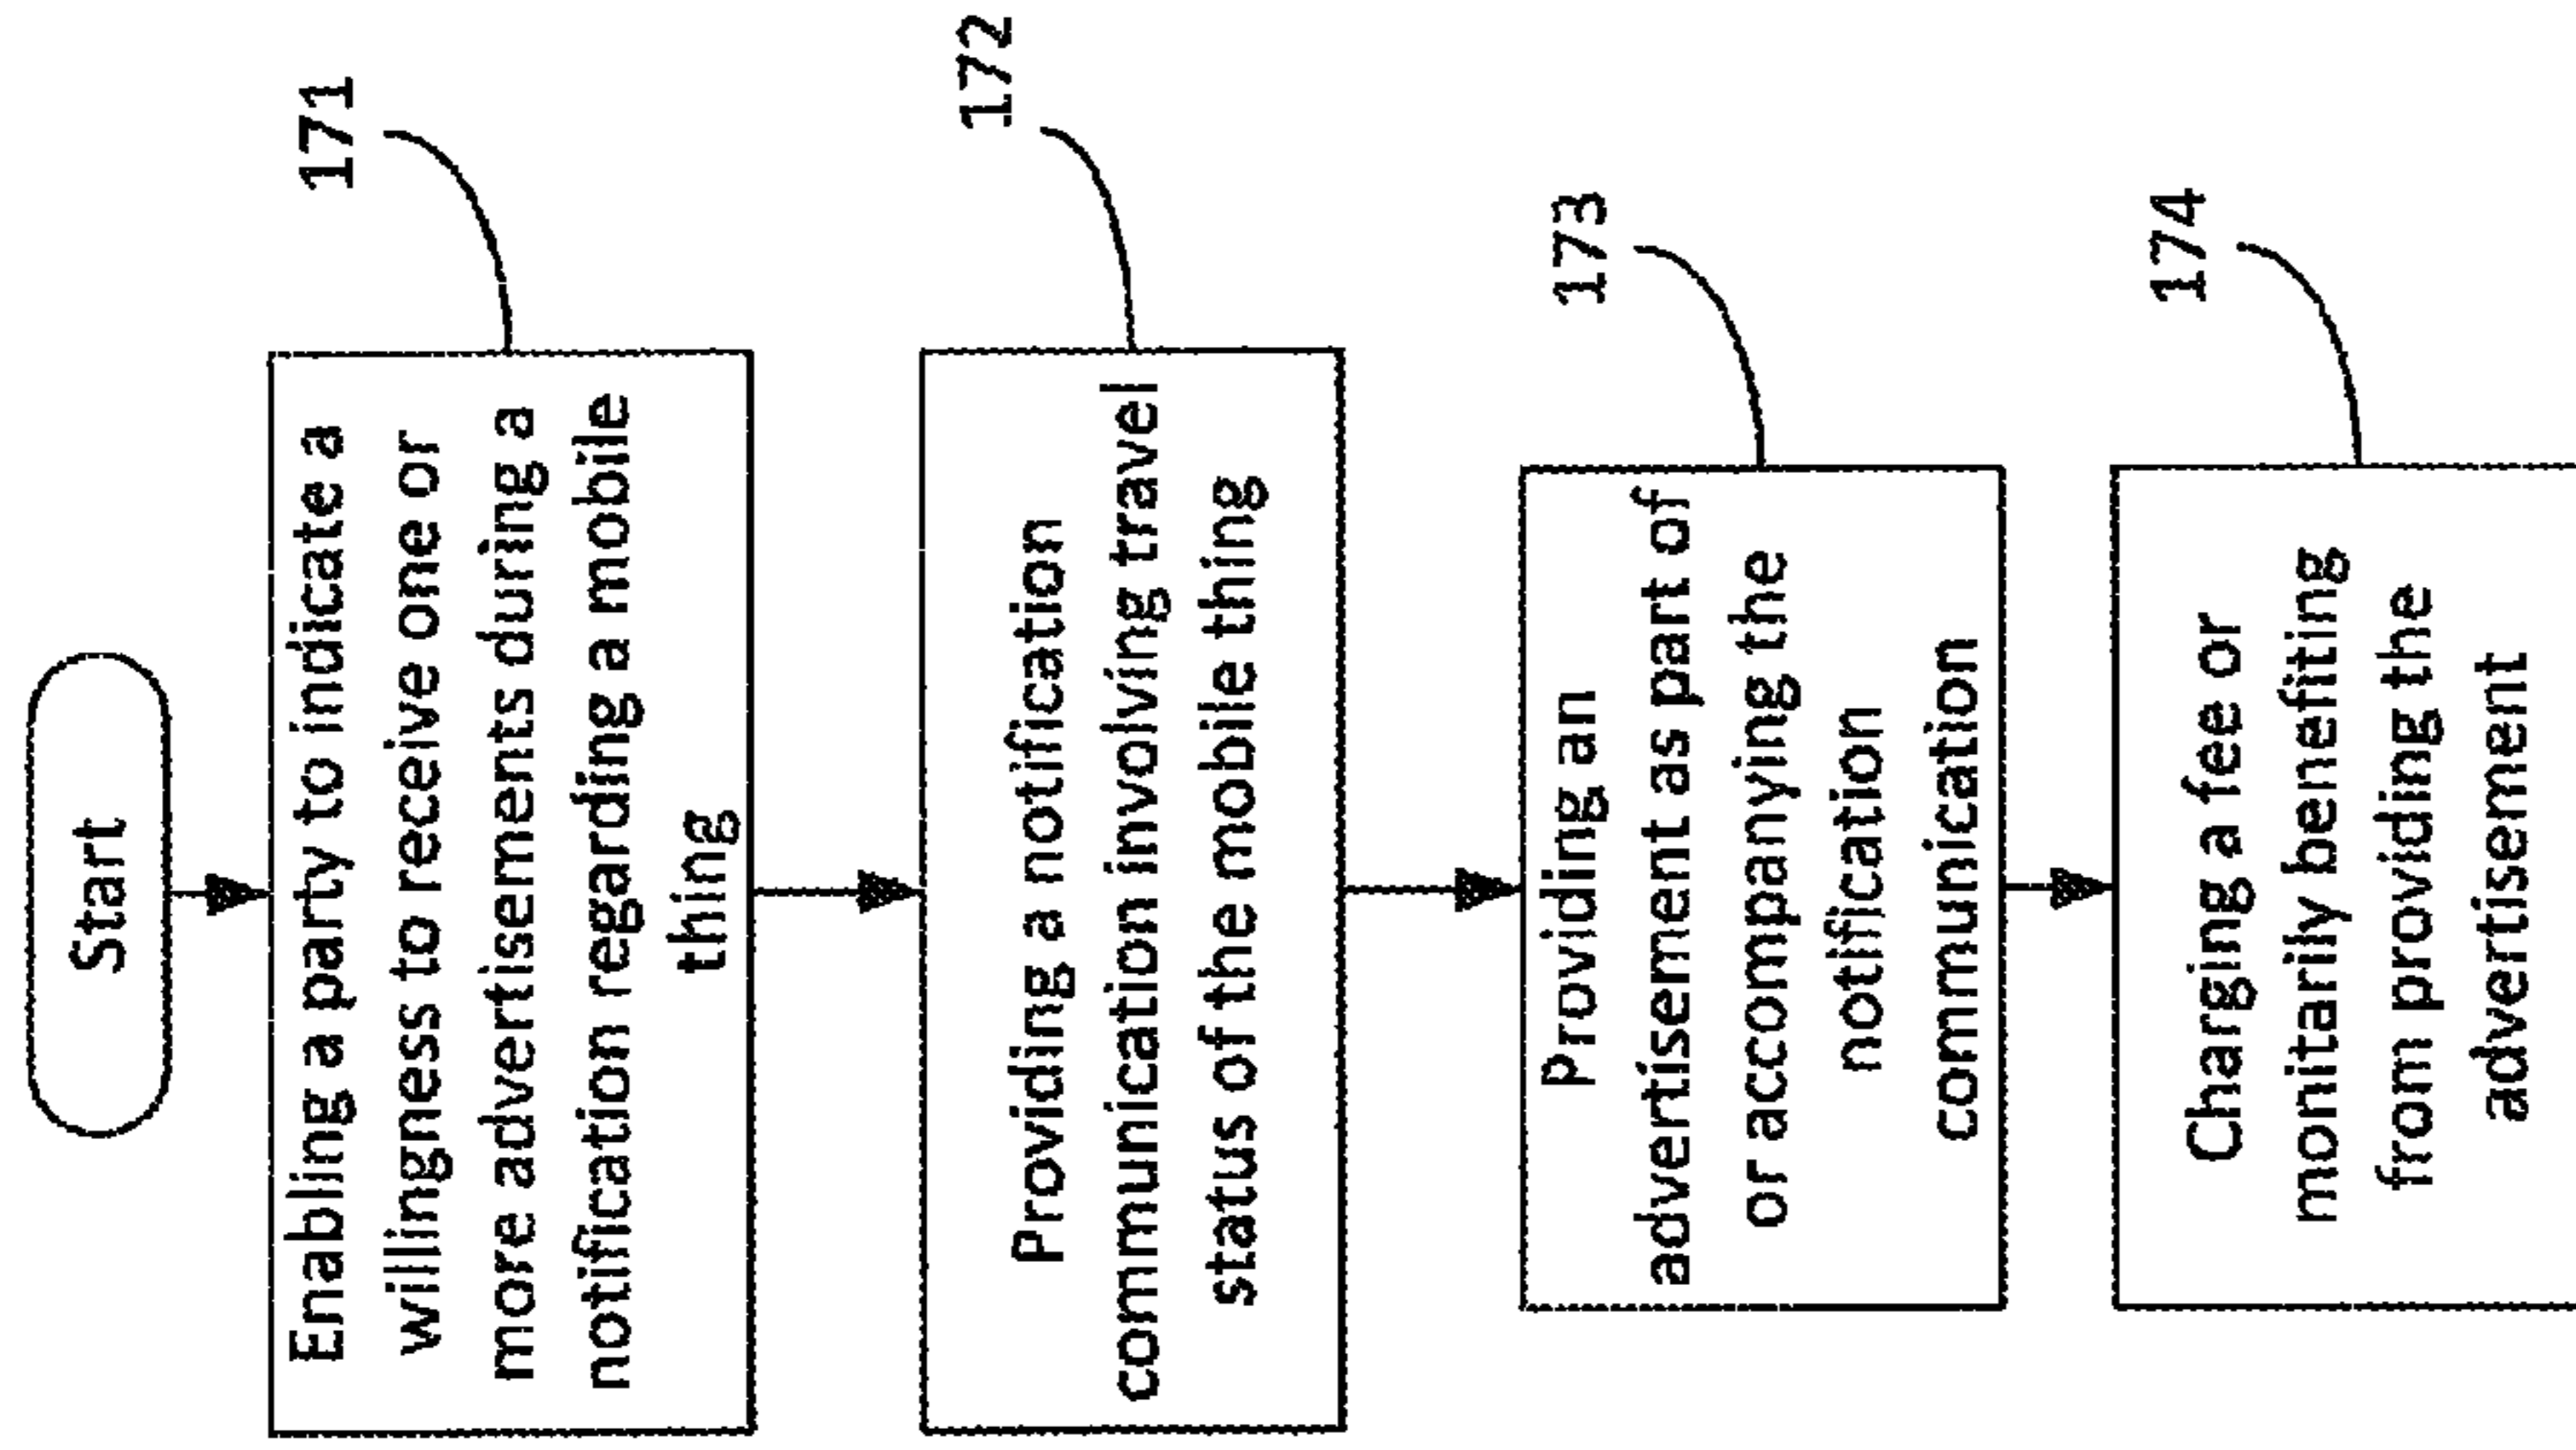 Start
171
Enabling a party to indicate a
willingness to receive one or
more advertisements during a
notification regarding a mobile
thing
172
Providing a notification
communication involving travel
status of the mobile thing
173
Providing an
advertisement as part of
or accompanying the
notification
communication
174
Charging a fee or
monitarily benefiting
from providing the
advertisement